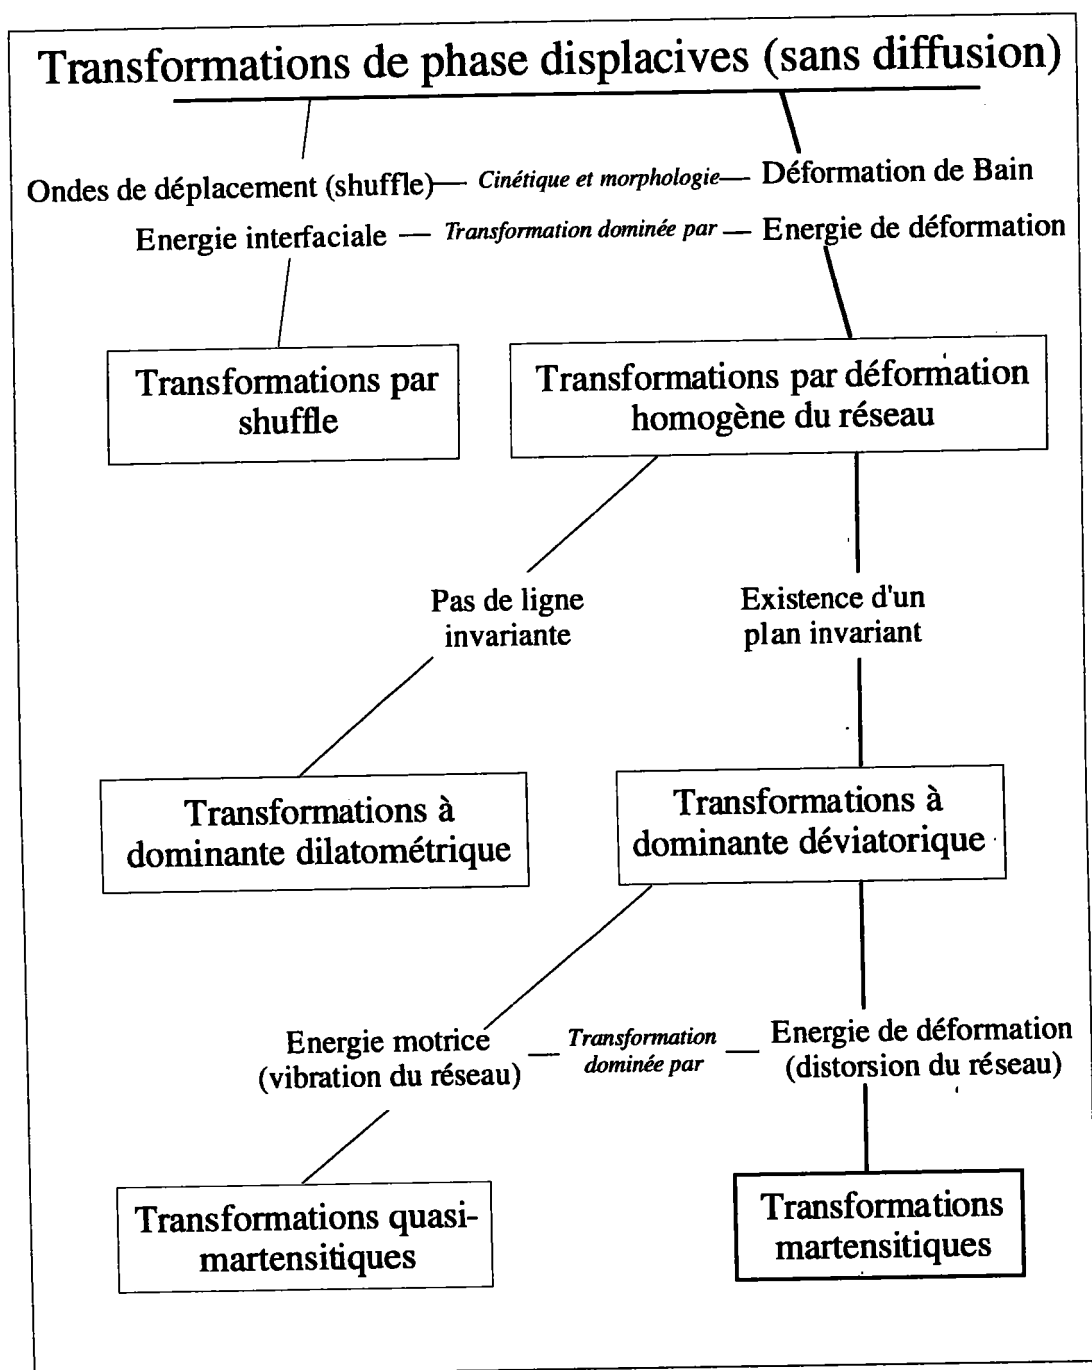 Transformations de phase displacives (sans diffusion)
Ondes de déplacement (shuffle) — Cinétique et morphologie — Déformation de Bain
Energie interfaciale — Transformation dominée par — Energie de déformation
Transformations par
shuffle
Transformations par déformation
homogène du réseau
Pas de ligne
invariante
Existence d'un
plan invariant
Transformations à
dominante dilatométrique
Transformations à
dominante déviatorique
Energie motrice
(vibration du réseau)
— Transformation
dominée par —
Energie de déformation
(distorsion du réseau)
Transformations quasi-
martensitiques
Transformations
martensitiques